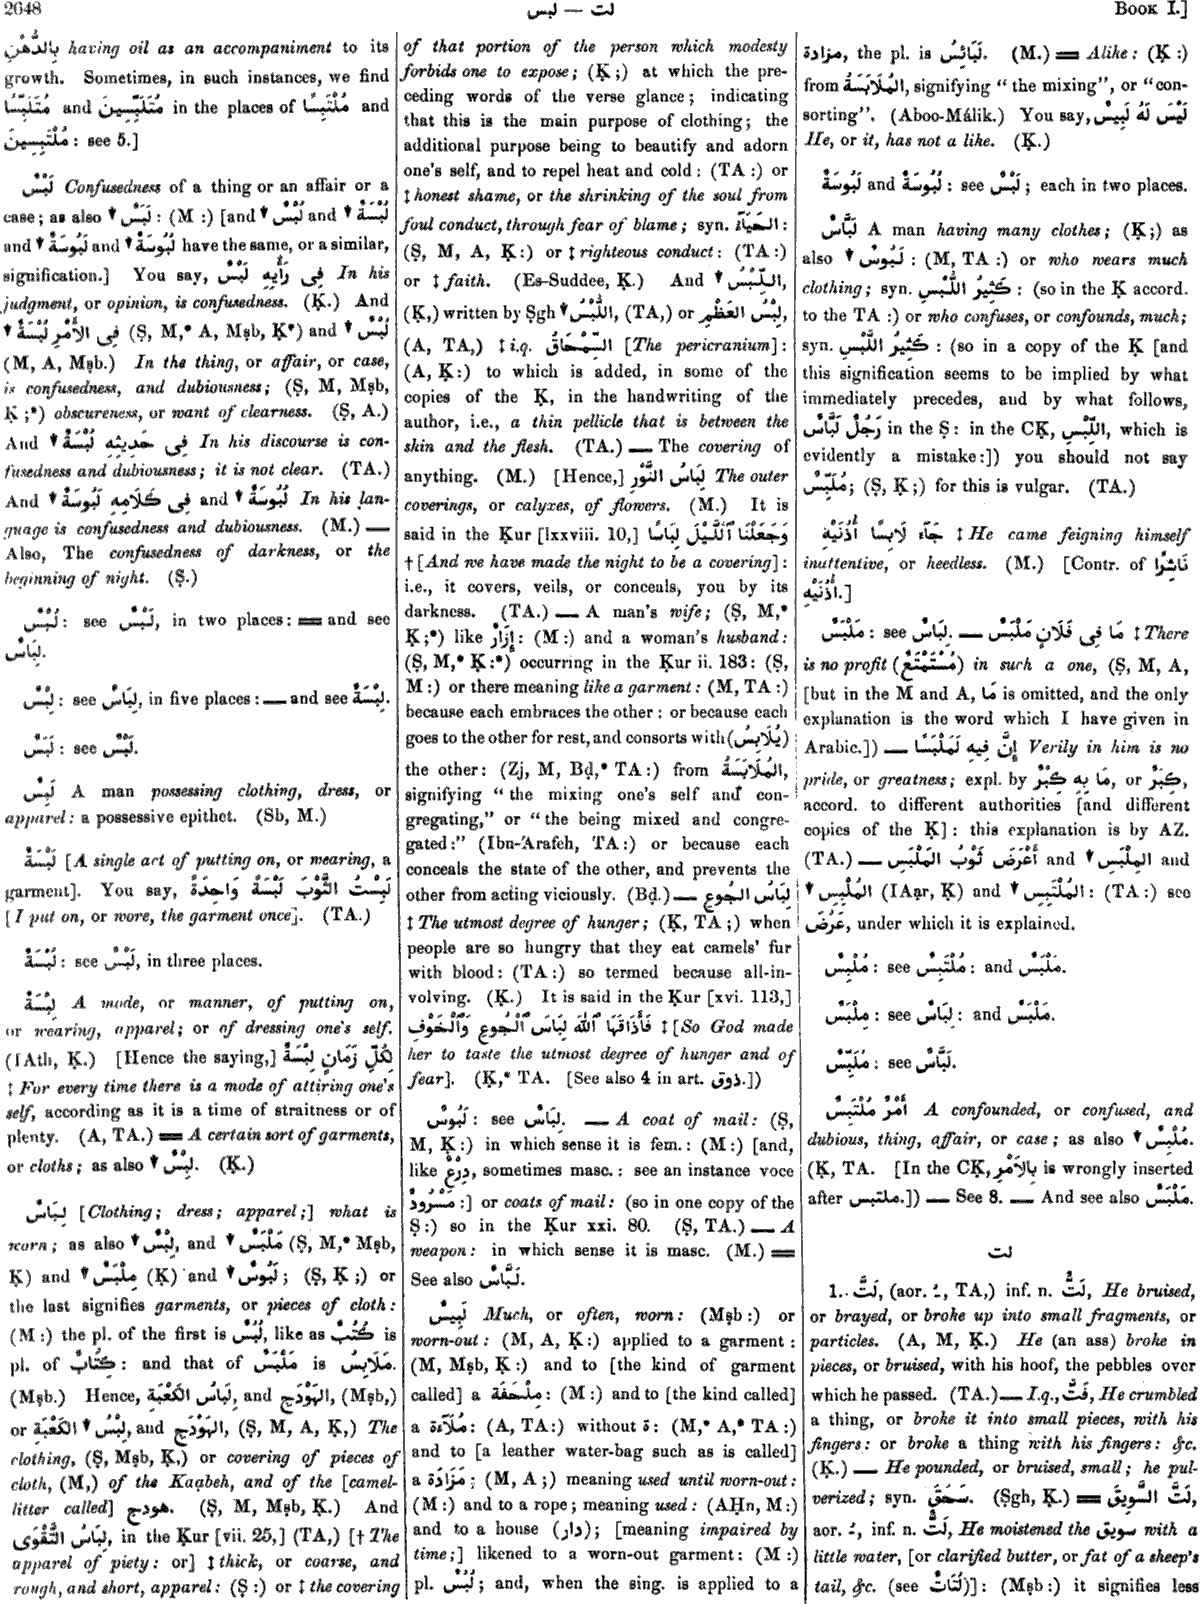 2648
لبس — لت
BOOK I.]
بِالدُّهْنِ having oil as an accompaniment to its
growth. Sometimes, in such instances, we find
مُتَلَبِّسًا and مُتَلَبِّسِينَ in the places of مُلْتَبِسًا and
مُلْتَبِسِينَ : see 5.]
لَبْسٌ Confusedness of a thing or an affair or a
case; as also ↑ لَبَسٌ : (M :) [and ↑ لُبْسٌ and ↑ لُبْسَةٌ
and ↑ لَبُوسَةٌ and ↑ لُبُوسَةٌ have the same, or a similar,
signification.] You say, فِى رَأْيِهِ لَبْسٌ In his
judgment, or opinion, is confusedness. (Ḳ.) And
فِى الأَمْرِ لُبْسَةٌ ↑ (Ṣ, M,* A, Mṣb, Ḳ*) and ↑ لُبْسٌ
(M, A, Mṣb.) In the thing, or affair, or case,
is confusedness, and dubiousness; (Ṣ, M, Mṣb,
Ḳ ;*) obscureness, or want of clearness. (Ṣ, A.)
And ↑ فِى حَدِيثِهِ لُبْسَةٌ In his discourse is con-
fusedness and dubiousness; it is not clear. (TA.)
And ↑ فِى كَلَامِهِ لَبُوسَةٌ and ↑ لُبُوسَةٌ In his lan-
guage is confusedness and dubiousness. (M.) —
Also, The confusedness of darkness, or the
beginning of night. (Ṣ.)
لُبْسٌ : see لَبْسٌ, in two places: = and see
لِبَاسٌ.
لِبْسٌ : see لِبَاسٌ, in five places: — and see لِبْسَةٌ.
لَبَسٌ : see لَبْسٌ.
لَبِسٌ A man possessing clothing, dress, or
apparel: a possessive epithet. (Sb, M.)
لَبْسَةٌ [A single act of putting on, or wearing, a
garment]. You say, لَبِسْتُ الثَّوْبَ لَبْسَةً وَاحِدَةً
[I put on, or wore, the garment once]. (TA.)
لُبْسَةٌ : see لَبْسٌ, in three places.
لِبْسَةٌ A mode, or manner, of putting on,
or wearing, apparel; or of dressing one's self.
(IAth, Ḳ.) [Hence the saying,] لِكُلِّ زَمَانٍ لِبْسَةٌ
‡ For every time there is a mode of attiring one's
self, according as it is a time of straitness or of
plenty. (A, TA.) = A certain sort of garments,
or cloths; as also ↑ لِبْسٌ. (Ḳ.)
لِبَاسٌ [Clothing; dress; apparel;] what is
worn; as also ↑ لِبْسٌ, and ↑ مَلْبَسٌ (Ṣ, M,* Mṣb,
Ḳ) and ↑ مِلْبَسٌ (Ḳ) and ↑ لَبُوسٌ ; (Ṣ, Ḳ ;) or
the last signifies garments, or pieces of cloth:
(M :) the pl. of the first is لُبُسٌ, like as كُتُبٌ is
pl. of كِتَابٌ : and that of مَلْبَسٌ is مَلَابِسُ.
(Mṣb.) Hence, لِبَاسُ الكَعْبَةِ, and الهَوْدَجِ, (Mṣb,)
or ↑ لِبْسُ الكَعْبَةِ, and الهَوْدَجِ, (Ṣ, M, A, Ḳ,) The
clothing, (Ṣ, Mṣb, Ḳ,) or covering of pieces of
cloth, (M,) of the Kaạbeh, and of the [camel-
litter called] هودج. (Ṣ, M, Mṣb, Ḳ.) And
لِبَاسُ التَّقْوَى, in the Ḳur [vii. 25,] (TA,) [† The
apparel of piety: or] ‡ thick, or coarse, and
rough, and short, apparel: (Ṣ :) or ‡ the covering
of that portion of the person which modesty
forbids one to expose; (Ḳ ;) at which the pre-
ceding words of the verse glance; indicating
that this is the main purpose of clothing; the
additional purpose being to beautify and adorn
one's self, and to repel heat and cold: (TA :) or
‡ honest shame, or the shrinking of the soul from
foul conduct, through fear of blame; syn. الحَيَآءُ :
(Ṣ, M, A, Ḳ:) or ‡ righteous conduct: (TA :)
or ‡ faith. (Es-Suddee, Ḳ.) And ↑ اللِّبْسُ,
(Ḳ,) written by Ṣgh ↑ اللُّبْسُ, (TA,) or لِبْسُ العَظْمِ,
(A, TA,) ‡ i.q. السِّمْحَاقُ [The pericranium]:
(A, Ḳ:) to which is added, in some of the
copies of the Ḳ, in the handwriting of the
author, i.e., a thin pellicle that is between the
skin and the flesh. (TA.) — The covering of
anything. (M.) [Hence,] لِبَاسُ النَّوْرِ The outer
coverings, or calyxes, of flowers. (M.) It is
said in the Ḳur [lxxviii. 10,] وَجَعَلْنَا ٱللَّيْلَ لِبَاسًا
† [And we have made the night to be a covering]:
i.e., it covers, veils, or conceals, you by its
darkness. (TA.) — A man's wife; (Ṣ, M,*
Ḳ;*) like إِزَارٌ : (M :) and a woman's husband:
(Ṣ, M,* Ḳ:*) occurring in the Ḳur ii. 183: (Ṣ,
M :) or there meaning like a garment: (M, TA :)
because each embraces the other: or because each
goes to the other for rest, and consorts with (يُلَابِسُ)
the other: (Zj, M, Bḍ,* TA:) from المُلَابَسَةُ,
signifying “the mixing one's self and con-
gregating,” or “the being mixed and congre-
gated:” (Ibn-'Arafeh, TA:) or because each
conceals the state of the other, and prevents the
other from acting viciously. (Bḍ.) — لِبَاسُ الجُوعِ
‡ The utmost degree of hunger; (Ḳ, TA ;) when
people are so hungry that they eat camels' fur
with blood: (TA:) so termed because all-in-
volving. (Ḳ.) It is said in the Ḳur [xvi. 113,]
فَأَذَاقَهَا ٱللّٰهُ لِبَاسَ ٱلْجُوعِ وَٱلْخَوْفِ ‡ [So God made
her to taste the utmost degree of hunger and of
fear]. (Ḳ,* TA. [See also 4 in art. ذوق.])
لَبُوسٌ : see لِبَاسٌ. — A coat of mail: (Ṣ,
M, Ḳ:) in which sense it is fem.: (M:) [and,
like دِرْعٌ, sometimes masc.: see an instance voce
مَسْرُودٌ :] or coats of mail: (so in one copy of the
Ṣ:) so in the Ḳur xxi. 80. (Ṣ, TA.) — A
weapon: in which sense it is masc. (M.) =
See also لَبَّاسٌ.
لَبِيسٌ Much, or often, worn: (Mṣb:) or
worn-out: (M, A, Ḳ:) applied to a garment:
(M, Mṣb, Ḳ:) and to [the kind of garment
called] a مِلْحَفَة : (M:) and to [the kind called]
a مُلَآءَة : (A, TA:) without ة : (M,* A,* TA:)
and to [a leather water-bag such as is called]
a مَزَادَة ; (M, A ;) meaning used until worn-out:
(M:) and to a rope; meaning used: (AḤn, M:)
and to a house (دار); [meaning impaired by
time;] likened to a worn-out garment: (M:)
pl. لُبُسٌ ; and, when the sing. is applied to a
مزادة, the pl. is لَبَائِسُ. (M.) = Alike: (Ḳ:)
from المُلَابَسَةُ, signifying “the mixing”, or “con-
sorting”. (Aboo-Málik.) You say, لَيْسَ لَهُ لَبِيسٌ
He, or it, has not a like. (Ḳ.)
لَبُوسَةٌ and لُبُوسَةٌ : see لَبْسٌ ; each in two places.
لَبَّاسٌ A man having many clothes; (Ḳ;) as
also ↑ لَبُوسٌ : (M, TA:) or who wears much
clothing; syn. كَثِيرُ اللُّبْسِ : (so in the Ḳ accord.
to the TA:) or who confuses, or confounds, much;
syn. كَثِيرُ اللَّبْسِ : (so in a copy of the Ḳ [and
this signification seems to be implied by what
immediately precedes, and by what follows,
رَجُلٌ لَبَّاسٌ in the Ṣ: in the CḲ, اللِّبْسِ, which is
evidently a mistake:]) you should not say
مُلَبِّسٌ ; (Ṣ, Ḳ;) for this is vulgar. (TA.)
جَآءَ لَابِسًا أُذُنَيْهِ ‡ He came feigning himself
inattentive, or heedless. (M.) [Contr. of نَاشِرًا
أُذُنَيْهِ.]
مَلْبَسٌ : see لِبَاسٌ. — مَا فِى فُلَانٍ مَلْبَسٌ ‡ There
is no profit (مُسْتَمْتَعٌ) in such a one, (Ṣ, M, A,
[but in the M and A, مَا is omitted, and the only
explanation is the word which I have given in
Arabic.]) — إِنَّ فِيهِ لَمَلْبَسًا Verily in him is no
pride, or greatness; expl. by مَا بِهِ كِبْرٌ, or كِبَرٌ,
accord. to different authorities [and different
copies of the Ḳ]: this explanation is by AZ.
(TA.) — أَعْرَضَ ثَوْبُ المَلْبَسِ and ↑ المِلْبَسِ and
↑ المُلْبِسِ (IAạr, Ḳ) and ↑ المُلْتَبِسِ : (TA:) see
عَرُضَ, under which it is explained.
مُلْبِسٌ : see مُلْتَبِسٌ : and مَلْبَسٌ.
مِلْبَسٌ : see لِبَاسٌ : and مَلْبَسٌ.
مُلَبِّسٌ : see لَبَّاسٌ.
أَمْرٌ مُلْتَبِسٌ A confounded, or confused, and
dubious, thing, affair, or case; as also ↑ مُلْبِسٌ.
(Ḳ, TA. [In the CḲ, بِالأَمْرِ is wrongly inserted
after ملتبس.]) — See 8. — And see also مَلْبَسٌ.
لت
1. لَتَّ, (aor. ‍ُ, TA,) inf. n. لَتٌّ, He bruised,
or brayed, or broke up into small fragments, or
particles. (A, M, Ḳ.) He (an ass) broke in
pieces, or bruised, with his hoof, the pebbles over
which he passed. (TA.) — I.q., فَتَّ, He crumbled
a thing, or broke it into small pieces, with his
fingers: or broke a thing with his fingers: &c.
(Ḳ.) — He pounded, or bruised, small; he pul-
verized; syn. سَحَقَ. (Ṣgh, Ḳ.) = لَتَّ السَّوِيقَ,
aor. ‍ُ, inf. n. لَتٌّ, He moistened the سويق with a
little water, [or clarified butter, or fat of a sheep's
tail, &c. (see لُتَاتٌ)]: (Mṣb:) it signifies less